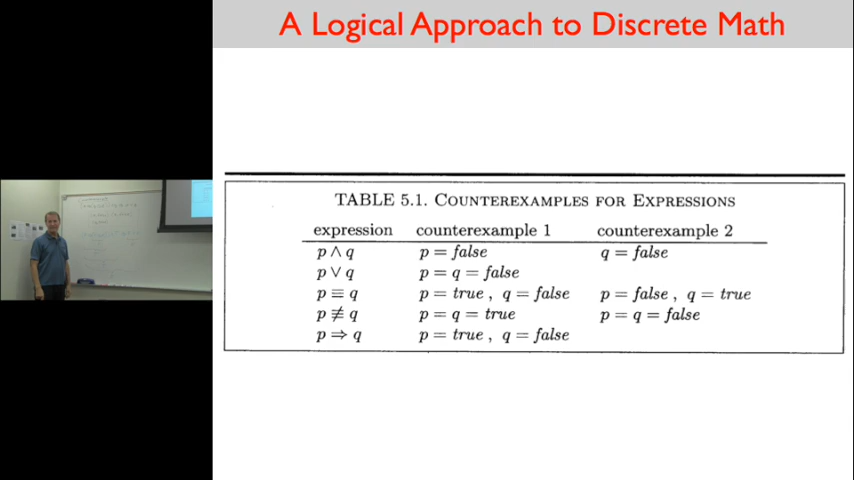 A Logical Approach to Discrete Math
TABLE 5.1. COUNTEREXAMPLES FOR EXPRESSIONS
expression counterexample 1 counterexample 2
p ∧ q p = false q = false
p ∨ q p = q = false
p ≡ q p = true , q = false p = false , q = true
p ≢ q p = q = true p = q = false
p ⇒ q p = true , q = false